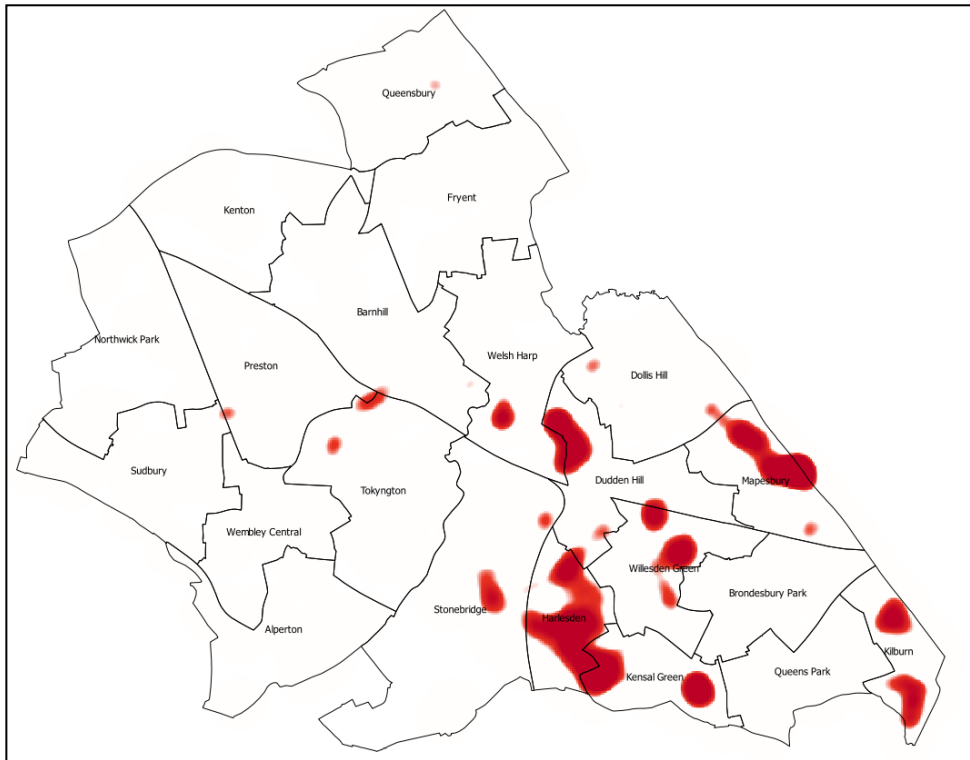 Queensbury
Fryent
Kenton
Barnhill
Northwick Park
Welsh Harp
Preston
Dollis Hill
Sudbury
Dudden Hill
Mapesbury
Tokyngton
Wembley Central
Willesden Green
Brondesbury Park
Stonebridge
Harlesden
Alperton
Kilburn
Queens Park
Kensal Green